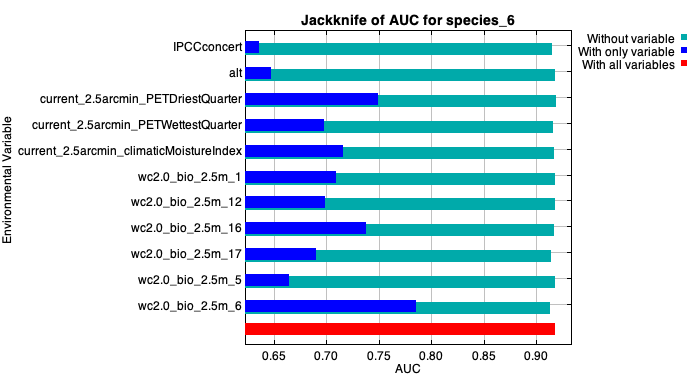 Jackknife of AUC for species_6
Without variable
With only variable
With all variables
Environmental Variable
IPCCconcert
alt
current_2.5arcmin_PETDriestQuarter
current_2.5arcmin_PETWettestQuarter
current_2.5arcmin_climaticMoistureIndex
wc2.0_bio_2.5m_1
wc2.0_bio_2.5m_12
wc2.0_bio_2.5m_16
wc2.0_bio_2.5m_17
wc2.0_bio_2.5m_5
wc2.0_bio_2.5m_6
0.65 0.70 0.75 0.80 0.85 0.90
AUC